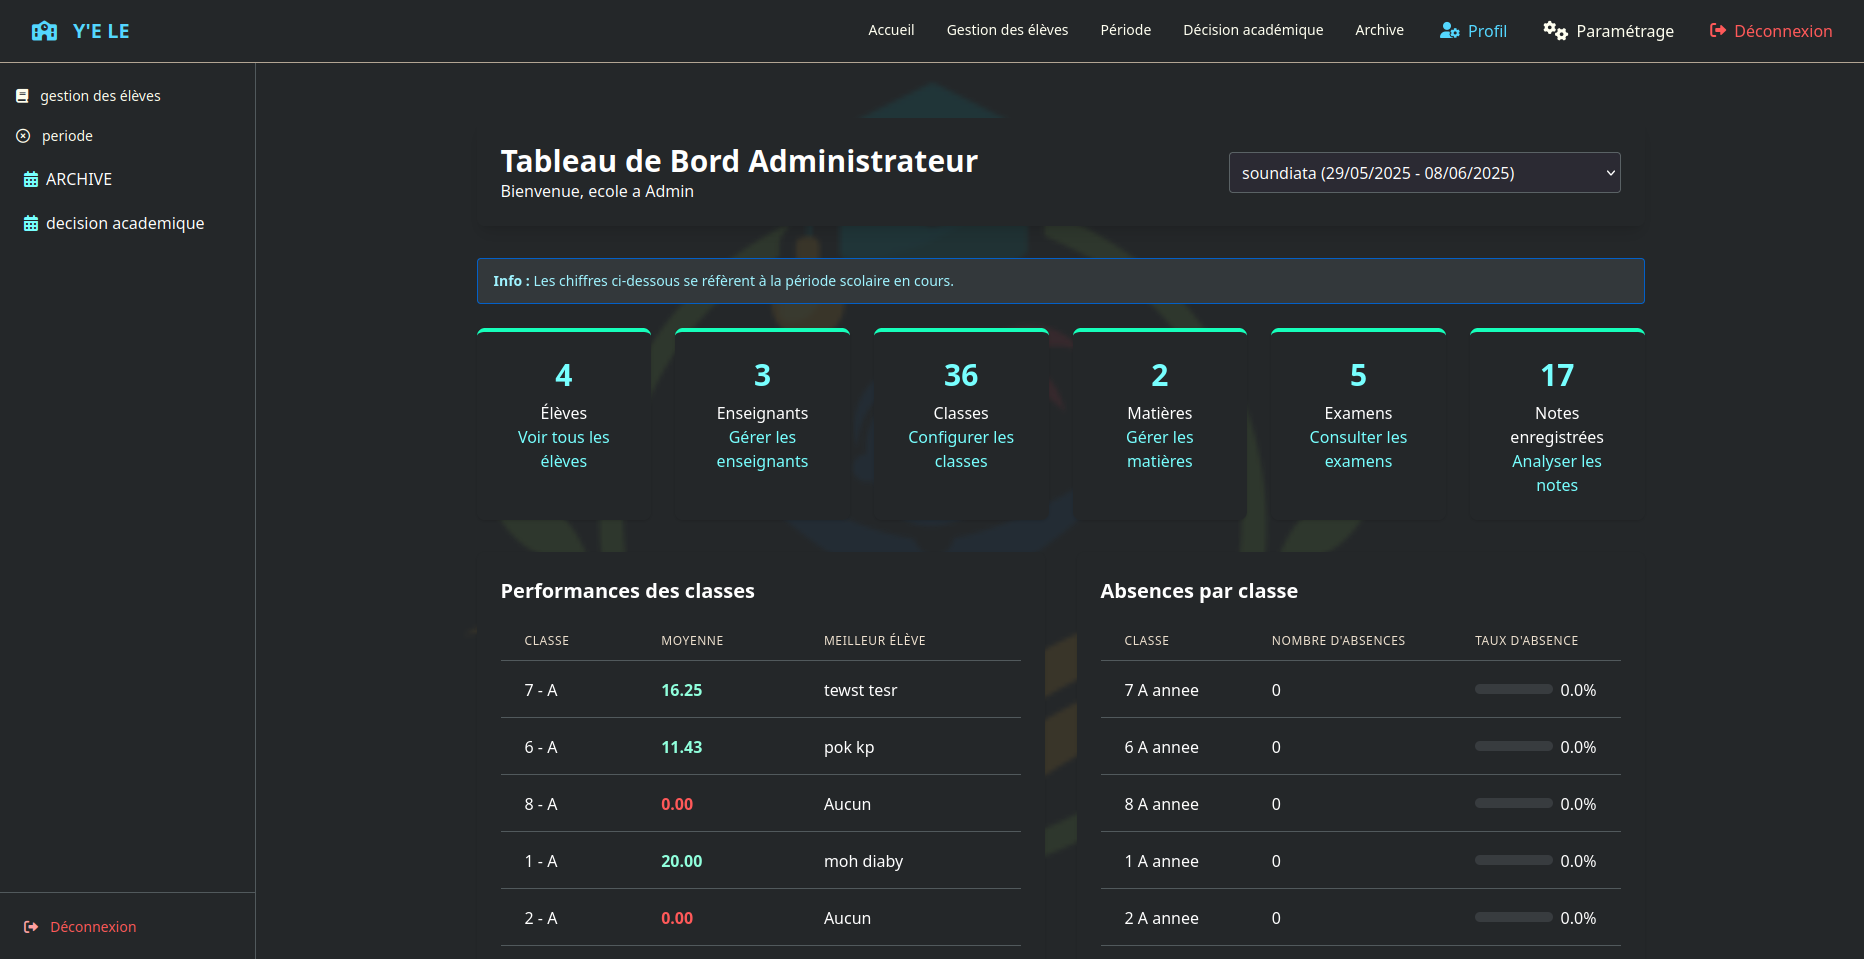 Y'E LE
Accueil Gestion des élèves Période Décision académique Archive Profil Paramétrage Déconnexion
gestion des élèves
periode
ARCHIVE
decision academique
Déconnexion
Tableau de Bord Administrateur
Bienvenue, ecole a Admin
soundiata (29/05/2025 - 08/06/2025)
Info : Les chiffres ci-dessous se réfèrent à la période scolaire en cours.
4
Élèves
Voir tous les
élèves
3
Enseignants
Gérer les
enseignants
36
Classes
Configurer les
classes
2
Matières
Gérer les
matières
5
Examens
Consulter les
examens
17
Notes
enregistrées
Analyser les
notes
Performances des classes
CLASSE MOYENNE MEILLEUR ÉLÈVE
7 - A 16.25 tewst tesr
6 - A 11.43 pok kp
8 - A 0.00 Aucun
1 - A 20.00 moh diaby
2 - A 0.00 Aucun
Absences par classe
CLASSE NOMBRE D'ABSENCES TAUX D'ABSENCE
7 A annee 0 0.0%
6 A annee 0 0.0%
8 A annee 0 0.0%
1 A annee 0 0.0%
2 A annee 0 0.0%